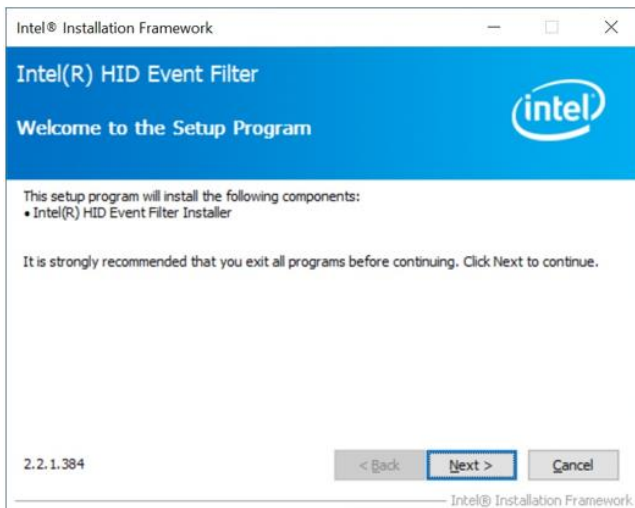 Intel® Installation Framework
Intel(R) HID Event Filter
intel
Welcome to the Setup Program
This setup program will install the following components:
• Intel(R) HID Event Filter Installer
It is strongly recommended that you exit all programs before continuing. Click Next to continue.
2.2.1.384
< Back
Next >
Cancel
Intel® Installation Framework